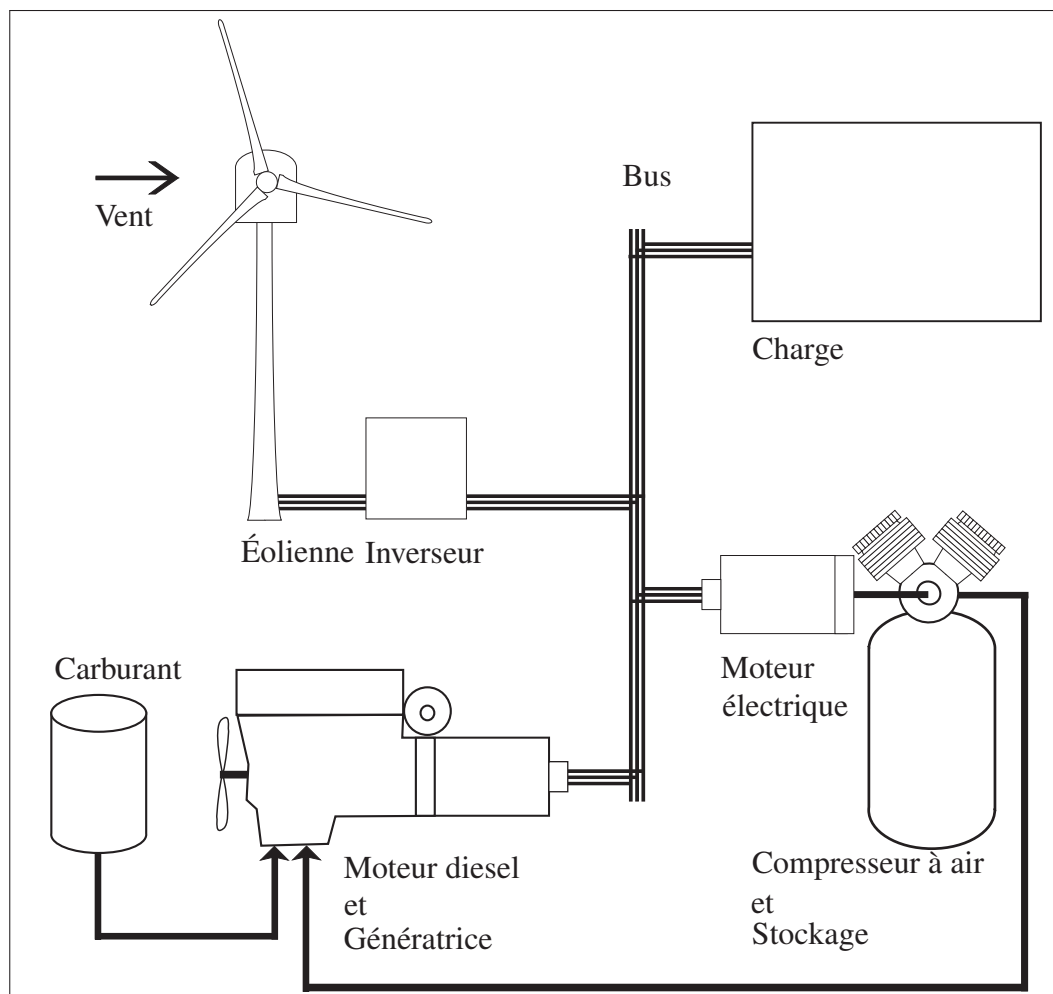 Vent
Bus
Charge
Éolienne
Inverseur
Carburant
Moteur
électrique
Moteur diesel
et
Génératrice
Compresseur à air
et
Stockage